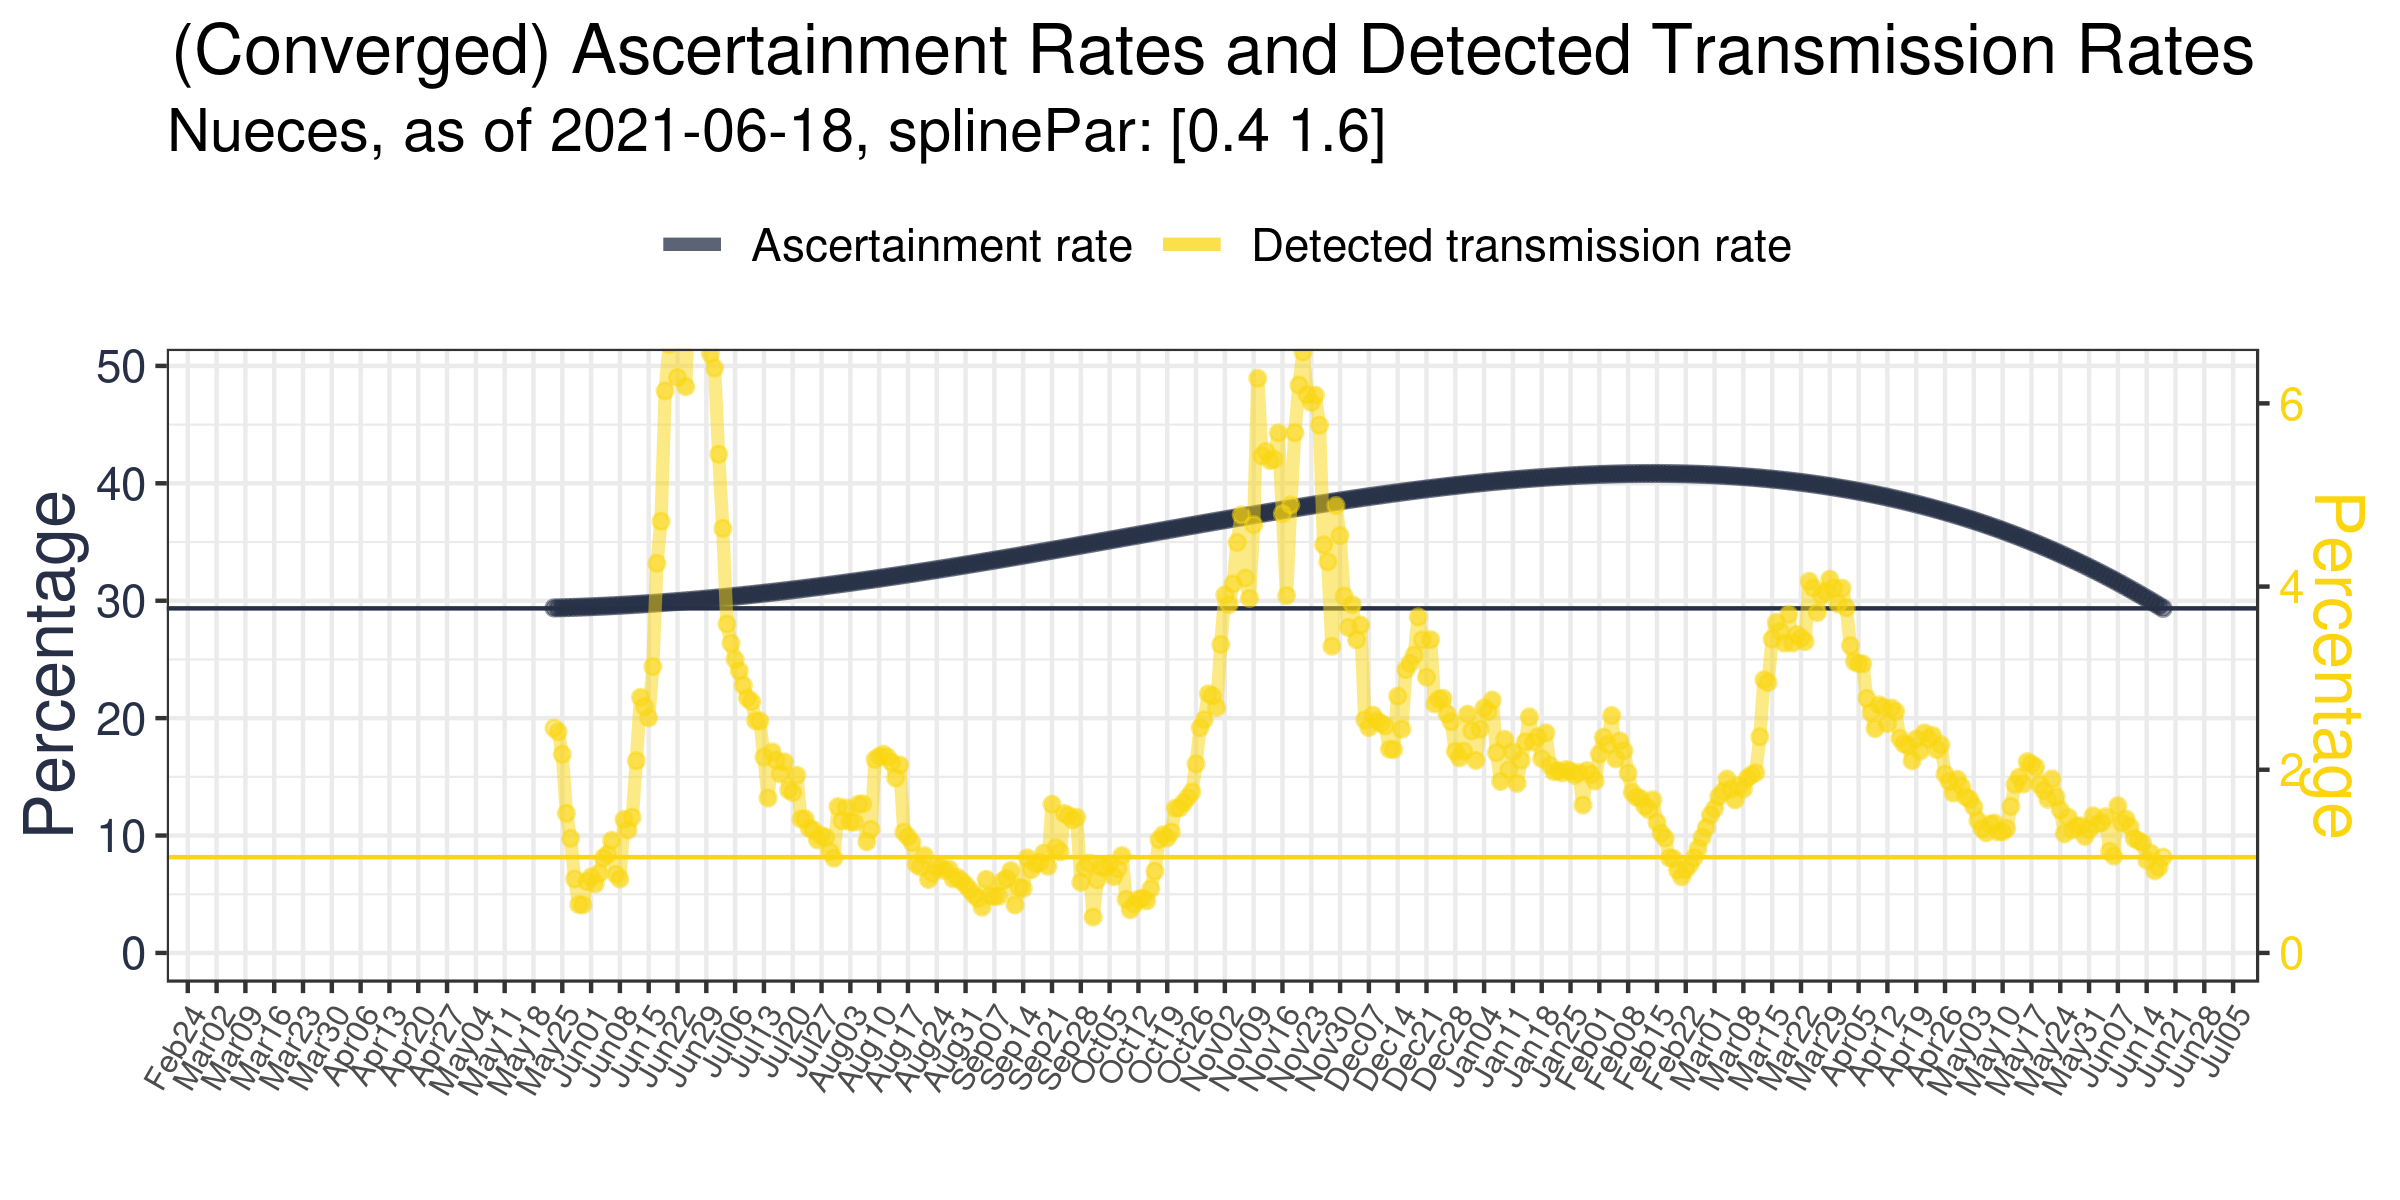 (Converged) Ascertainment Rates and Detected Transmission Rates
Nueces, as of 2021-06-18, splinePar: [0.4 1.6]
Ascertainment rate Detected transmission rate
Percentage
50
40
30
20
10
0
6
4
2
0
Percentage
Feb24 Mar02 Mar09 Mar16 Mar23 Mar30 Apr06 Apr13 Apr20 Apr27 May04 May11 May18 May25 Jun01 Jun08 Jun15 Jun22 Jun29 Jul06 Jul13 Jul20 Jul27 Aug03 Aug10 Aug17 Aug24 Aug31 Sep07 Sep14 Sep21 Sep28 Oct05 Oct12 Oct19 Oct26 Nov02 Nov09 Nov16 Nov23 Nov30 Dec07 Dec14 Dec21 Dec28 Jan04 Jan11 Jan18 Jan25 Feb01 Feb08 Feb15 Feb22 Mar01 Mar08 Mar15 Mar22 Mar29 Apr05 Apr12 Apr19 Apr26 May03 May10 May17 May24 May31 Jun07 Jun14 Jun21 Jun28 Jul05